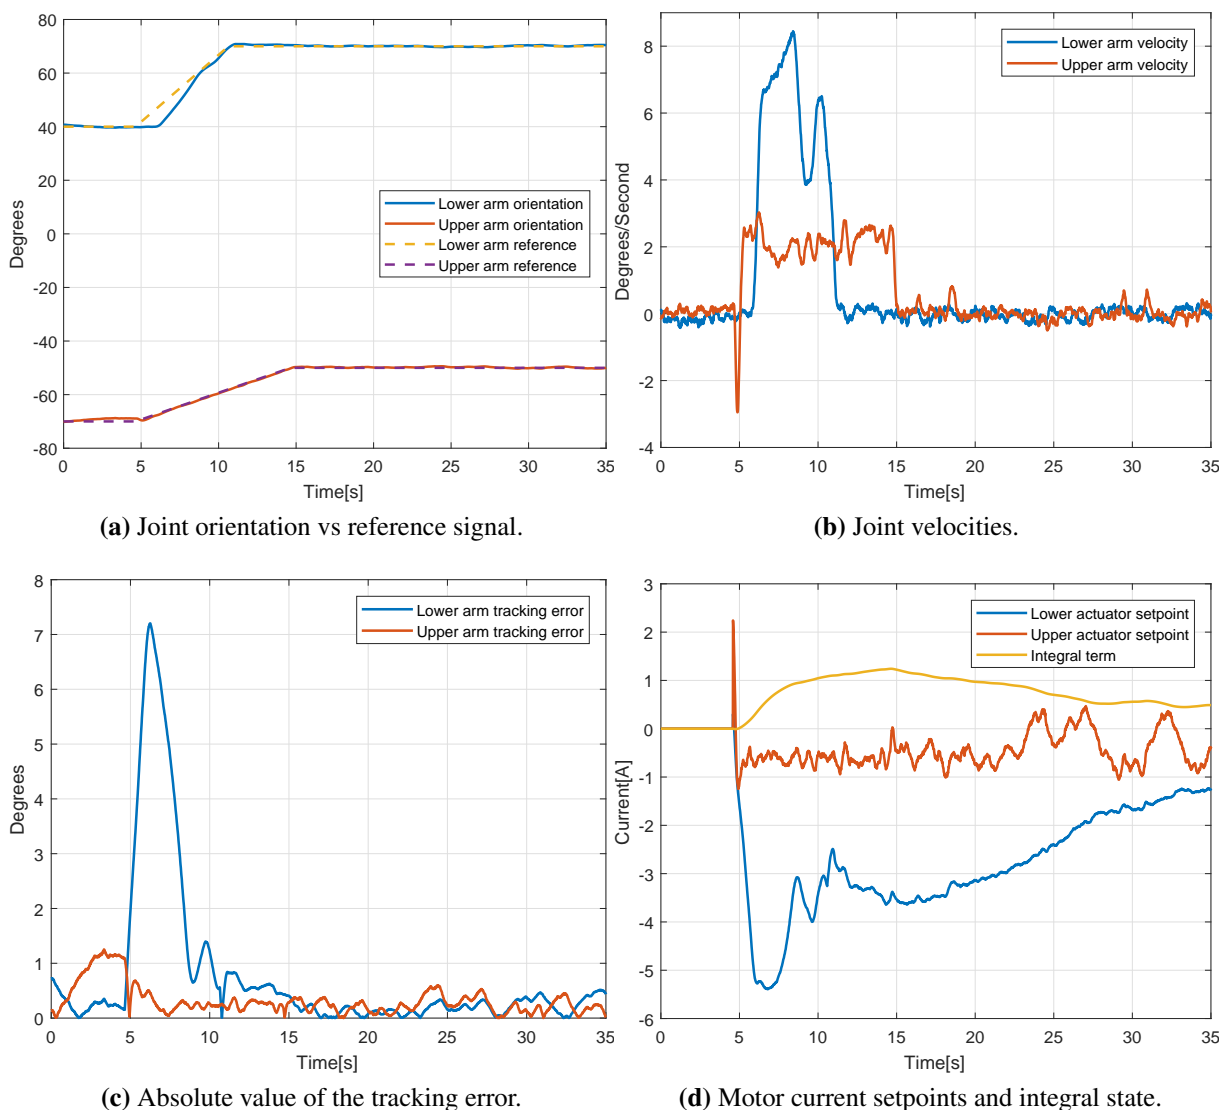 80
60
40
20
0
-20
-40
-60
-80
Degrees
Lower arm orientation
Upper arm orientation
Lower arm reference
Upper arm reference
0 5 10 15 20 25 30 35
Time[s]
(a) Joint orientation vs reference signal.
8
6
4
2
0
-2
-4
Degrees/Second
Lower arm velocity
Upper arm velocity
0 5 10 15 20 25 30 35
Time[s]
(b) Joint velocities.
8
7
6
5
4
3
2
1
0
Degrees
Lower arm tracking error
Upper arm tracking error
0 5 10 15 20 25 30 35
Time[s]
(c) Absolute value of the tracking error.
3
2
1
0
-1
-2
-3
-4
-5
-6
Current[A]
Lower actuator setpoint
Upper actuator setpoint
Integral term
0 5 10 15 20 25 30 35
Time[s]
(d) Motor current setpoints and integral state.